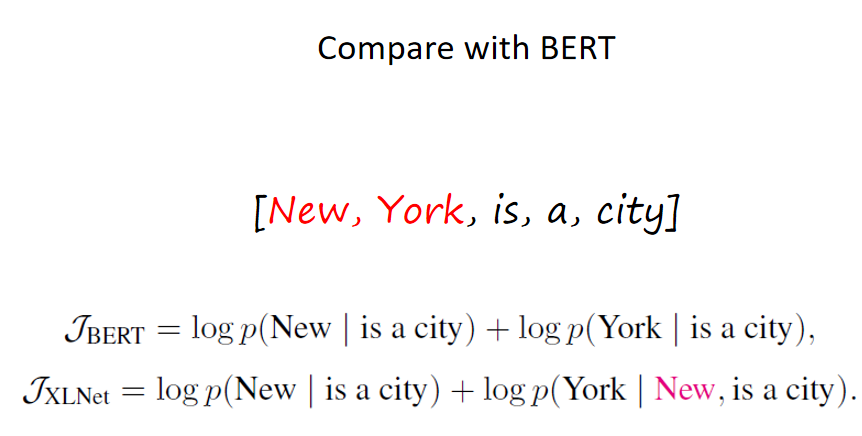 Compare with BERT
[New, York, is, a, city]
𝒥BERT = log p(New | is a city) + log p(York | is a city),
𝒥XLNet = log p(New | is a city) + log p(York | New, is a city).